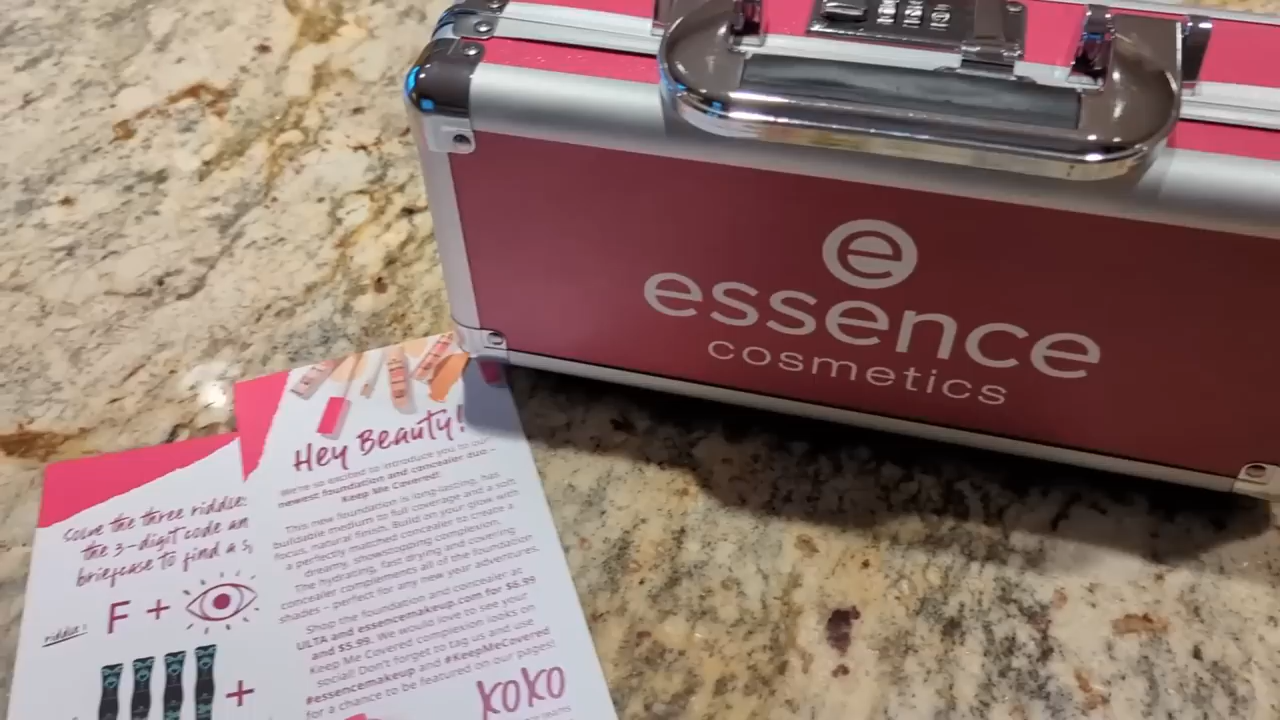 e
essence
cosmetics
Hey Beauty!
We're so excited to introduce you to our
newest foundation and concealer duo –
Keep Me Covered!
This new foundation is long-lasting, has
buildable medium to full coverage and a soft
focus, natural finish. Build on your glow with
a perfectly matched concealer to create a
dreamy, showstopping complexion.
The hydrating, fast drying and covering
concealer complements all of the foundation
shades – perfect for any new year adventures.
Shop the foundation and concealer at
ULTA and essencemakeup.com for $6.99
and $5.99. We would love to see your
Keep Me Covered complexion looks on
social! Don't forget to tag us and use
#essencemakeup and #KeepMeCovered
for a chance to be featured on our pages!
XOXO
Solve the three riddles
the 3-digit code an
briefcase to find a s
riddle 1
F +
+